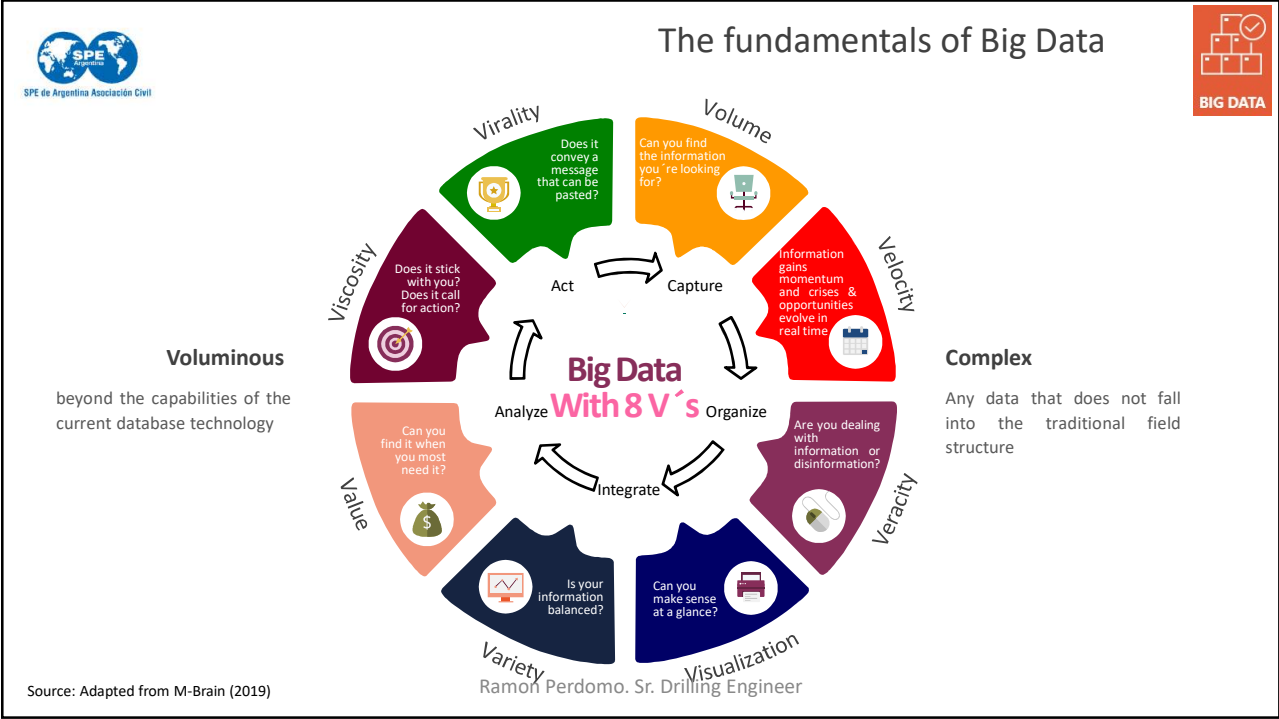 The fundamentals of Big Data
SPE
Argentina
SPE de Argentina Asociación Civil
BIG DATA
Virality
Does it
convey a
message
that can be
pasted?
Volume
Can you find
the information
you´re looking
for?
Velocity
Information
gains
momentum
and crises &
opportunities
evolve in
real time
Viscosity
Does it stick
with you?
Does it call
for action?
Act
Capture
-
Voluminous
beyond the capabilities of the
current database technology
Big Data
With 8 V´s
Analyze
Organize
Integrate
Complex
Any data that does not fall
into the traditional field
structure
Value
Can you
find it when
you most
need it?
$
Veracity
Are you dealing
with
information or
disinformation?
Variety
Is your
information
balanced?
Visualization
Can you
make sense
at a glance?
Source: Adapted from M-Brain (2019)
Ramon Perdomo. Sr. Drilling Engineer